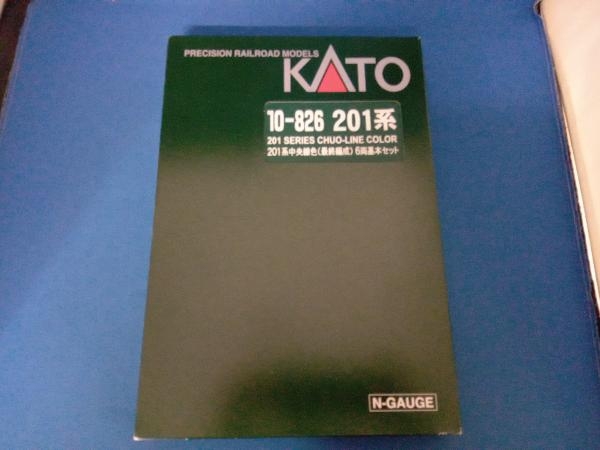 PRECISION RAILROAD MODELS
KATO
10-826 201系
201 SERIES CHUO-LINE COLOR
201系中央線色(最終編成) 6両基本セット
N-GAUGE